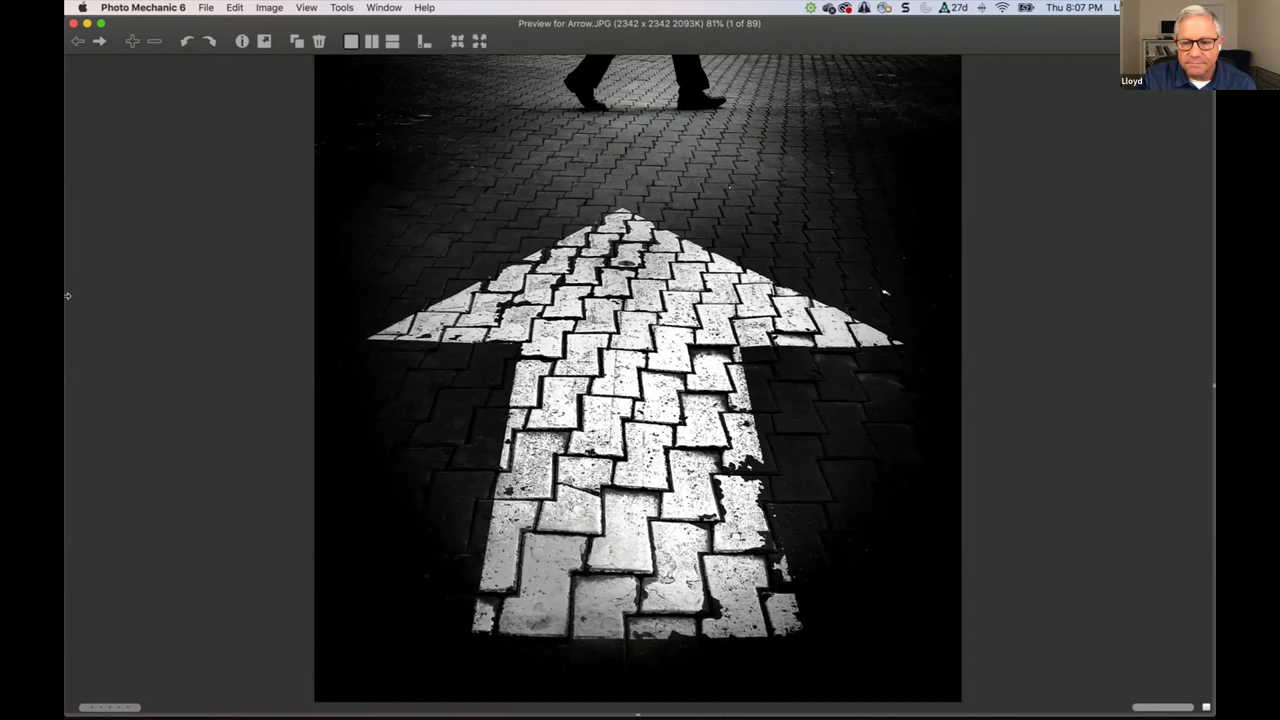 Photo Mechanic 6 File Edit Image View Tools Window Help 27d Thu 8:07 PM L
Preview for Arrow.JPG (2342 x 2342 2093K) 81% (1 of 89)
Lloyd